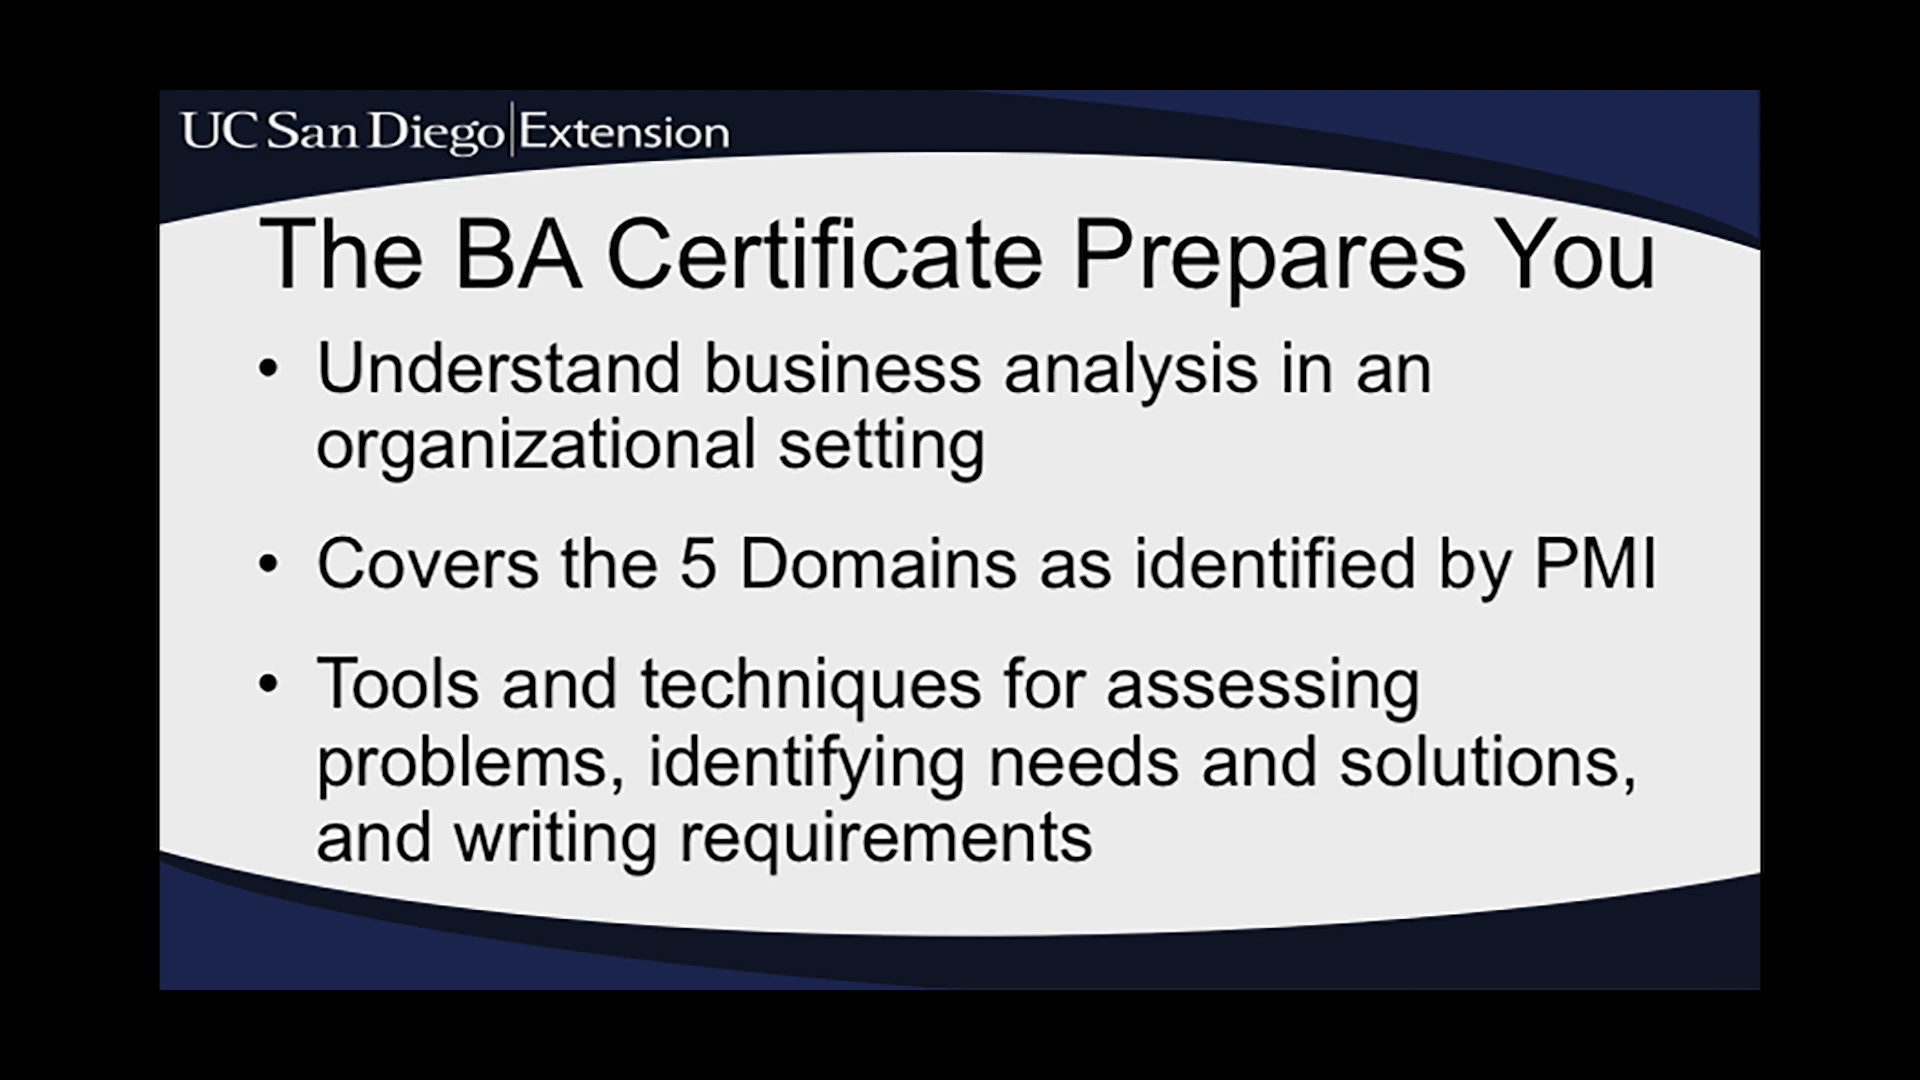 UC San Diego|Extension
The BA Certificate Prepares You
• Understand business analysis in an
organizational setting
• Covers the 5 Domains as identified by PMI
• Tools and techniques for assessing
problems, identifying needs and solutions,
and writing requirements